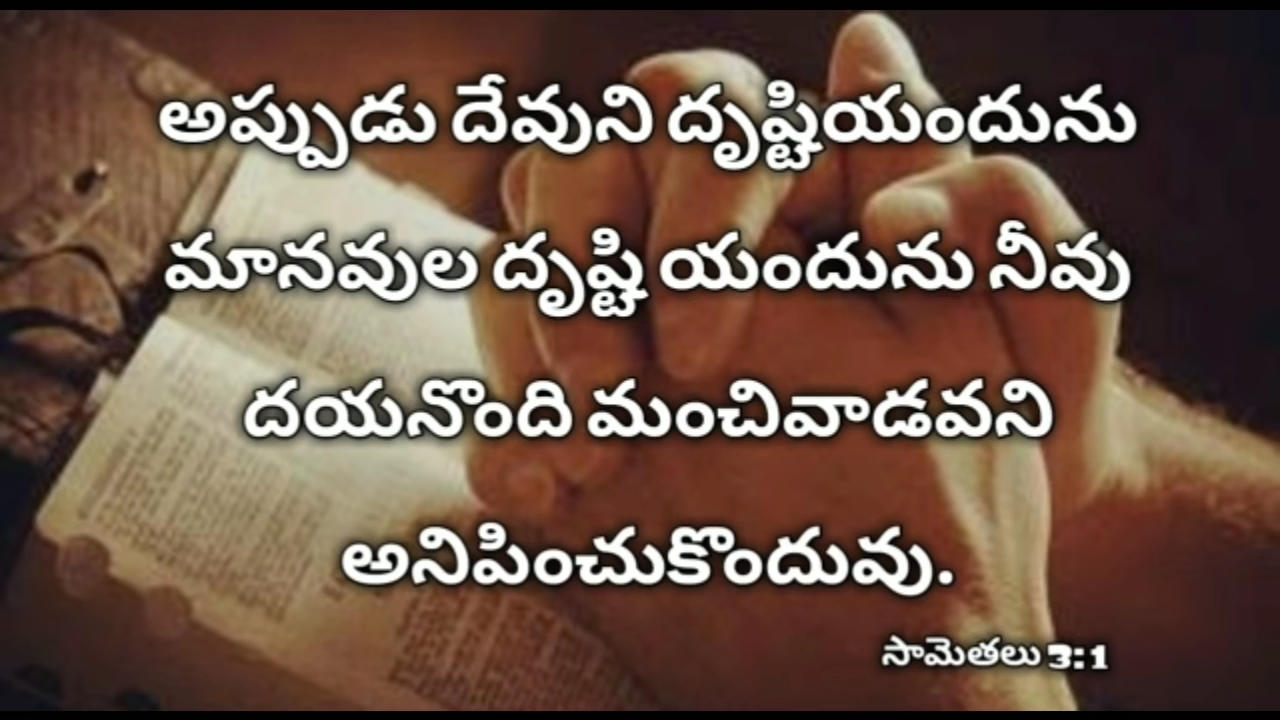 అప్పుడు దేవుని దృష్టియందును
మానవుల దృష్టి యందును నీవు
దయనొంది మంచివాడవని
అనిపించుకొందువు.
సామెతలు 3:1